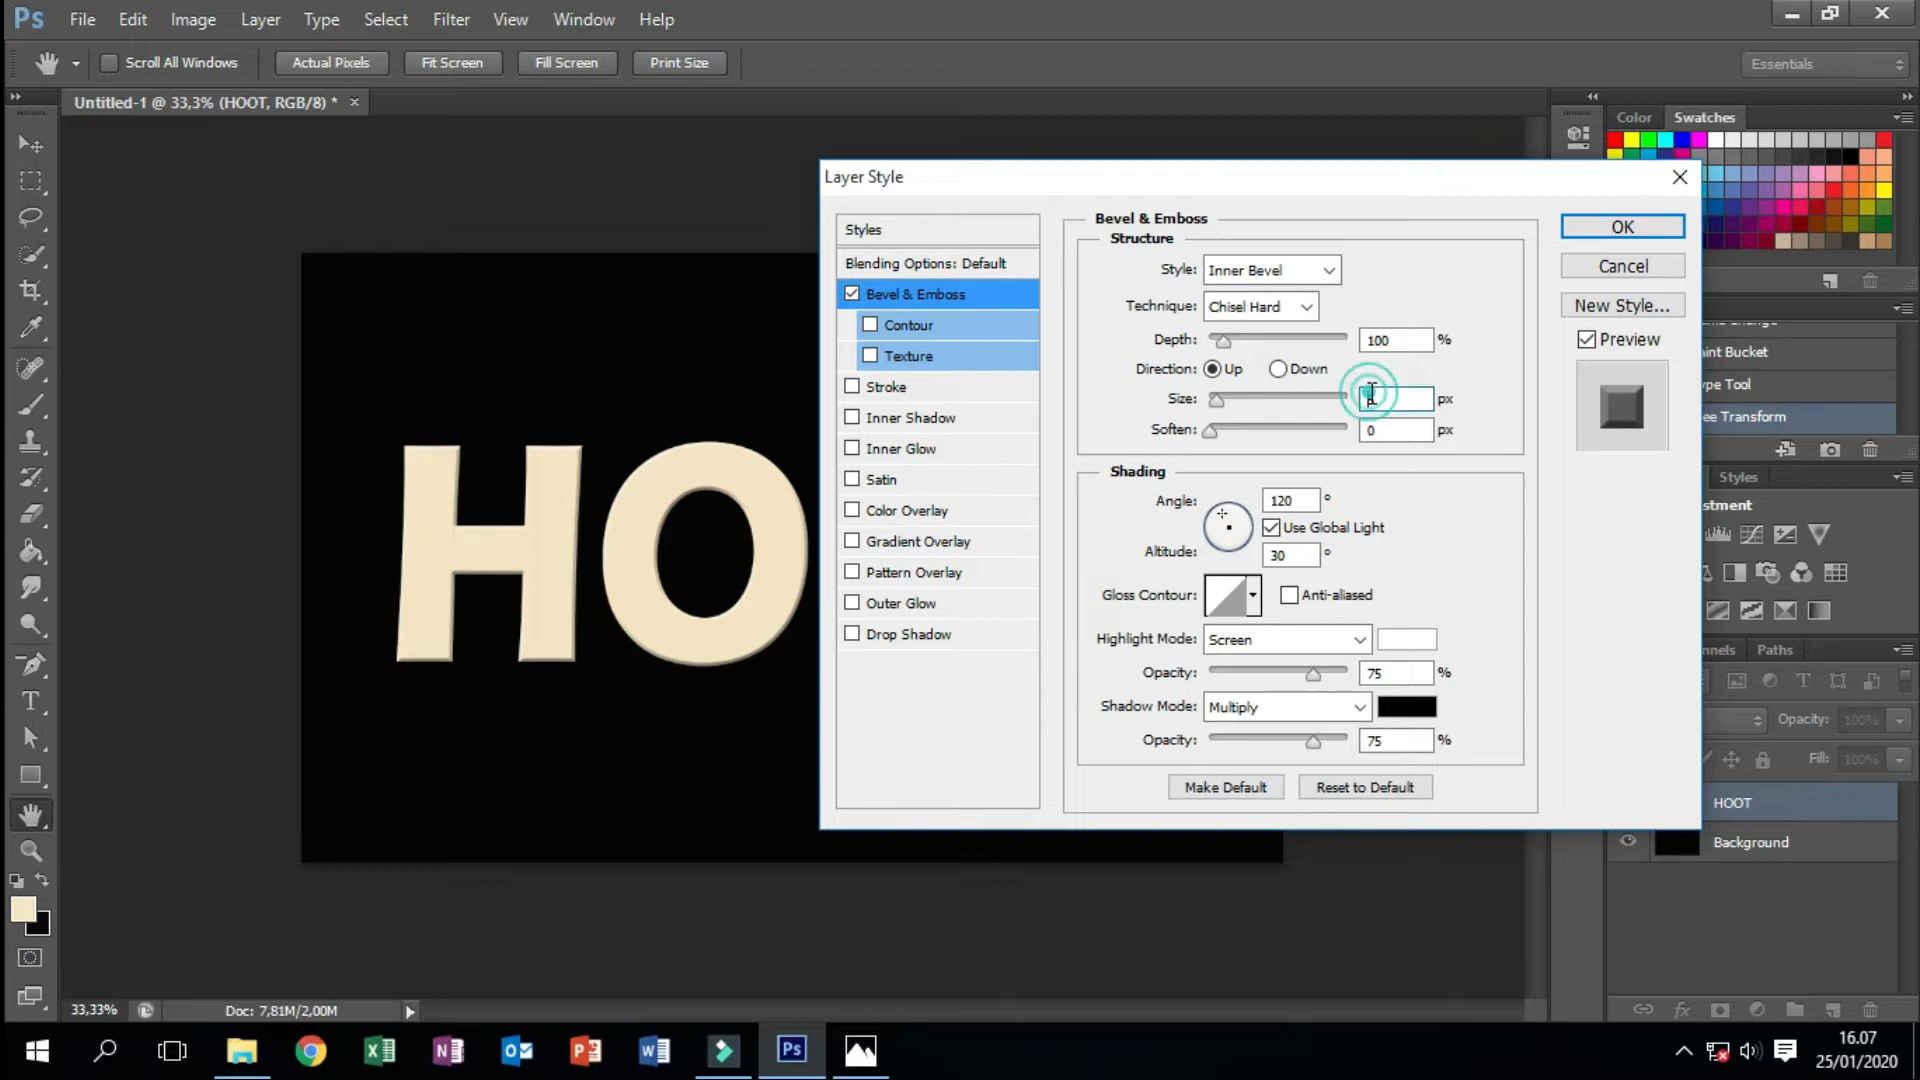 Ps File Edit Image Layer Type Select Filter View Window Help
Scroll All Windows Actual Pixels Fit Screen Fill Screen Print Size Essentials
Untitled-1 @ 33,3% (HOOT, RGB/8) *
Color Swatches
Layer Style
Styles
Blending Options: Default
Bevel & Emboss
Contour
Texture
Stroke
Inner Shadow
Inner Glow
Satin
Color Overlay
Gradient Overlay
Pattern Overlay
Outer Glow
Drop Shadow
Bevel & Emboss
Structure
Style: Inner Bevel
Technique: Chisel Hard
Depth: 100 %
Direction: Up Down
Size: px
Soften: 0 px
Shading
Angle: 120 °
Use Global Light
Altitude: 30 °
Gloss Contour: Anti-aliased
Highlight Mode: Screen
Opacity: 75 %
Shadow Mode: Multiply
Opacity: 75 %
Make Default Reset to Default
OK
Cancel
New Style...
Preview
HO
aint Bucket
ype Tool
ee Transform
Styles
stment
nnels Paths
Opacity: 100%
Fill: 100%
HOOT
Background
33,33% Doc: 7,81M/2,00M
Ps
16.07
25/01/2020